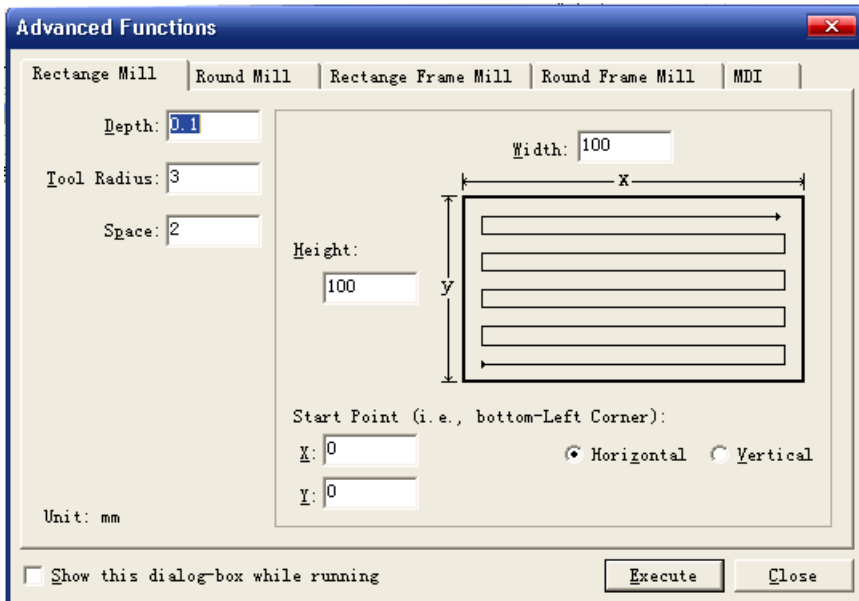 Advanced Functions
Rectange Mill Round Mill Rectange Frame Mill Round Frame Mill MDI
Depth: 0.1
Width: 100
Tool Radius: 3
X
Space: 2
Height:
100
y
Start Point (i.e., bottom-Left Corner):
X: 0
Horizontal Vertical
Y: 0
Unit: mm
Show this dialog-box while running
Execute Close